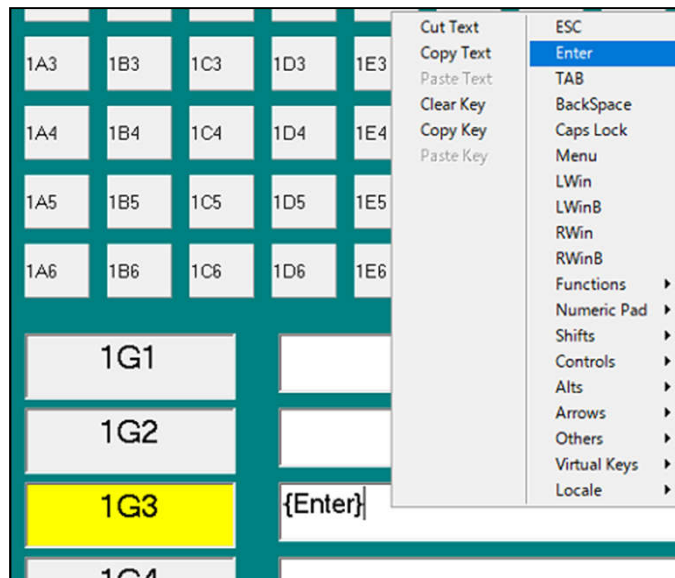 1A3 1B3 1C3 1D3 1E3
1A4 1B4 1C4 1D4 1E4
1A5 1B5 1C5 1D5 1E5
1A6 1B6 1C6 1D6 1E6
1G1
1G2
1G3 {Enter}
1G4
Cut Text
Copy Text
Paste Text
Clear Key
Copy Key
Paste Key
ESC
Enter
TAB
BackSpace
Caps Lock
Menu
LWin
LWinB
RWin
RWinB
Functions
Numeric Pad
Shifts
Controls
Alts
Arrows
Others
Virtual Keys
Locale